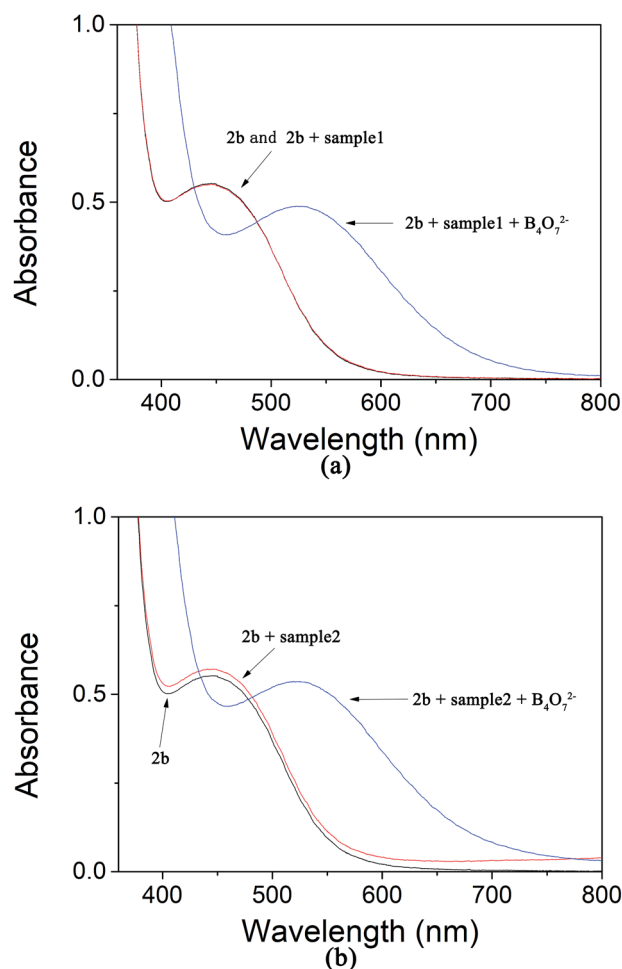 1.0
2b and 2b + sample1
0.5
2b + sample1 + B₄O₇²⁻
Absorbance
0.0
400 500 600 700 800
Wavelength (nm)
(a)
1.0
2b + sample2
0.5
2b + sample2 + B₄O₇²⁻
2b
Absorbance
0.0
400 500 600 700 800
Wavelength (nm)
(b)